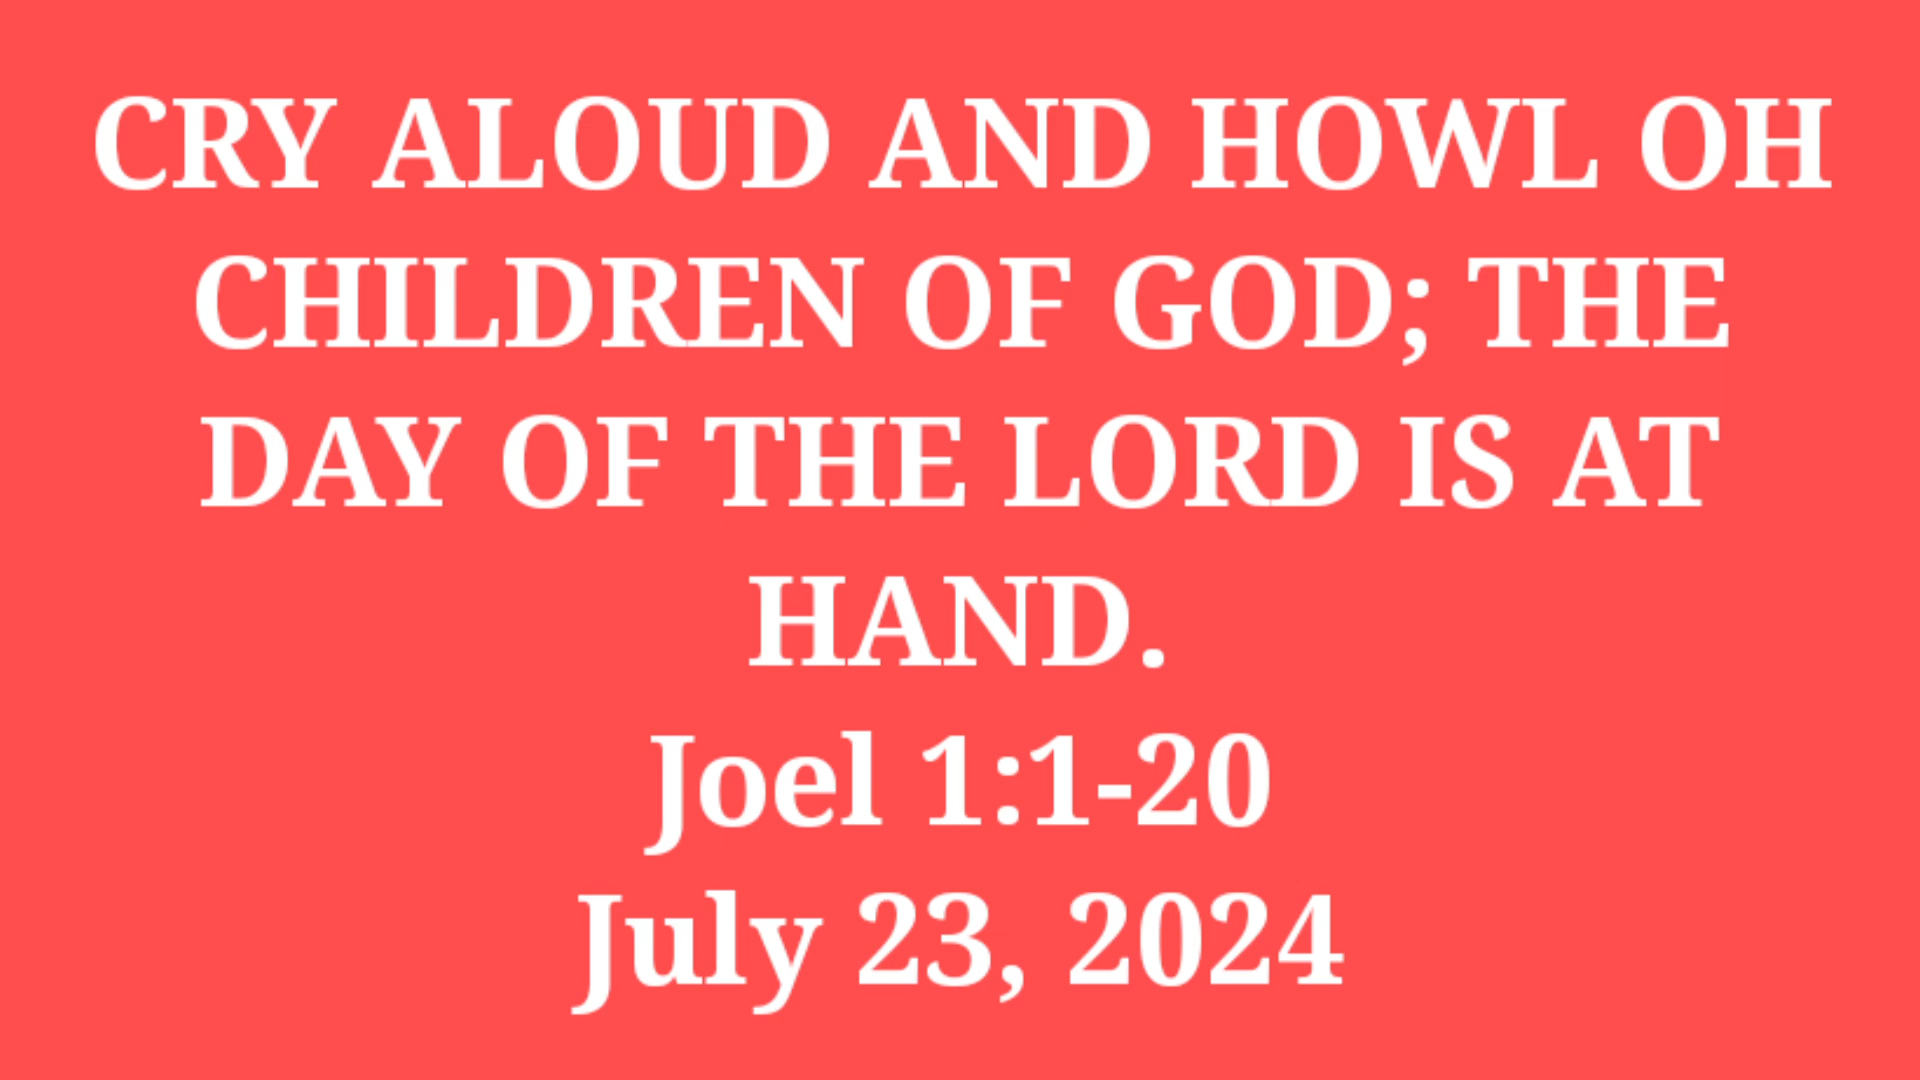 CRY ALOUD AND HOWL OH
CHILDREN OF GOD; THE
DAY OF THE LORD IS AT
HAND.
Joel 1:1-20
July 23, 2024